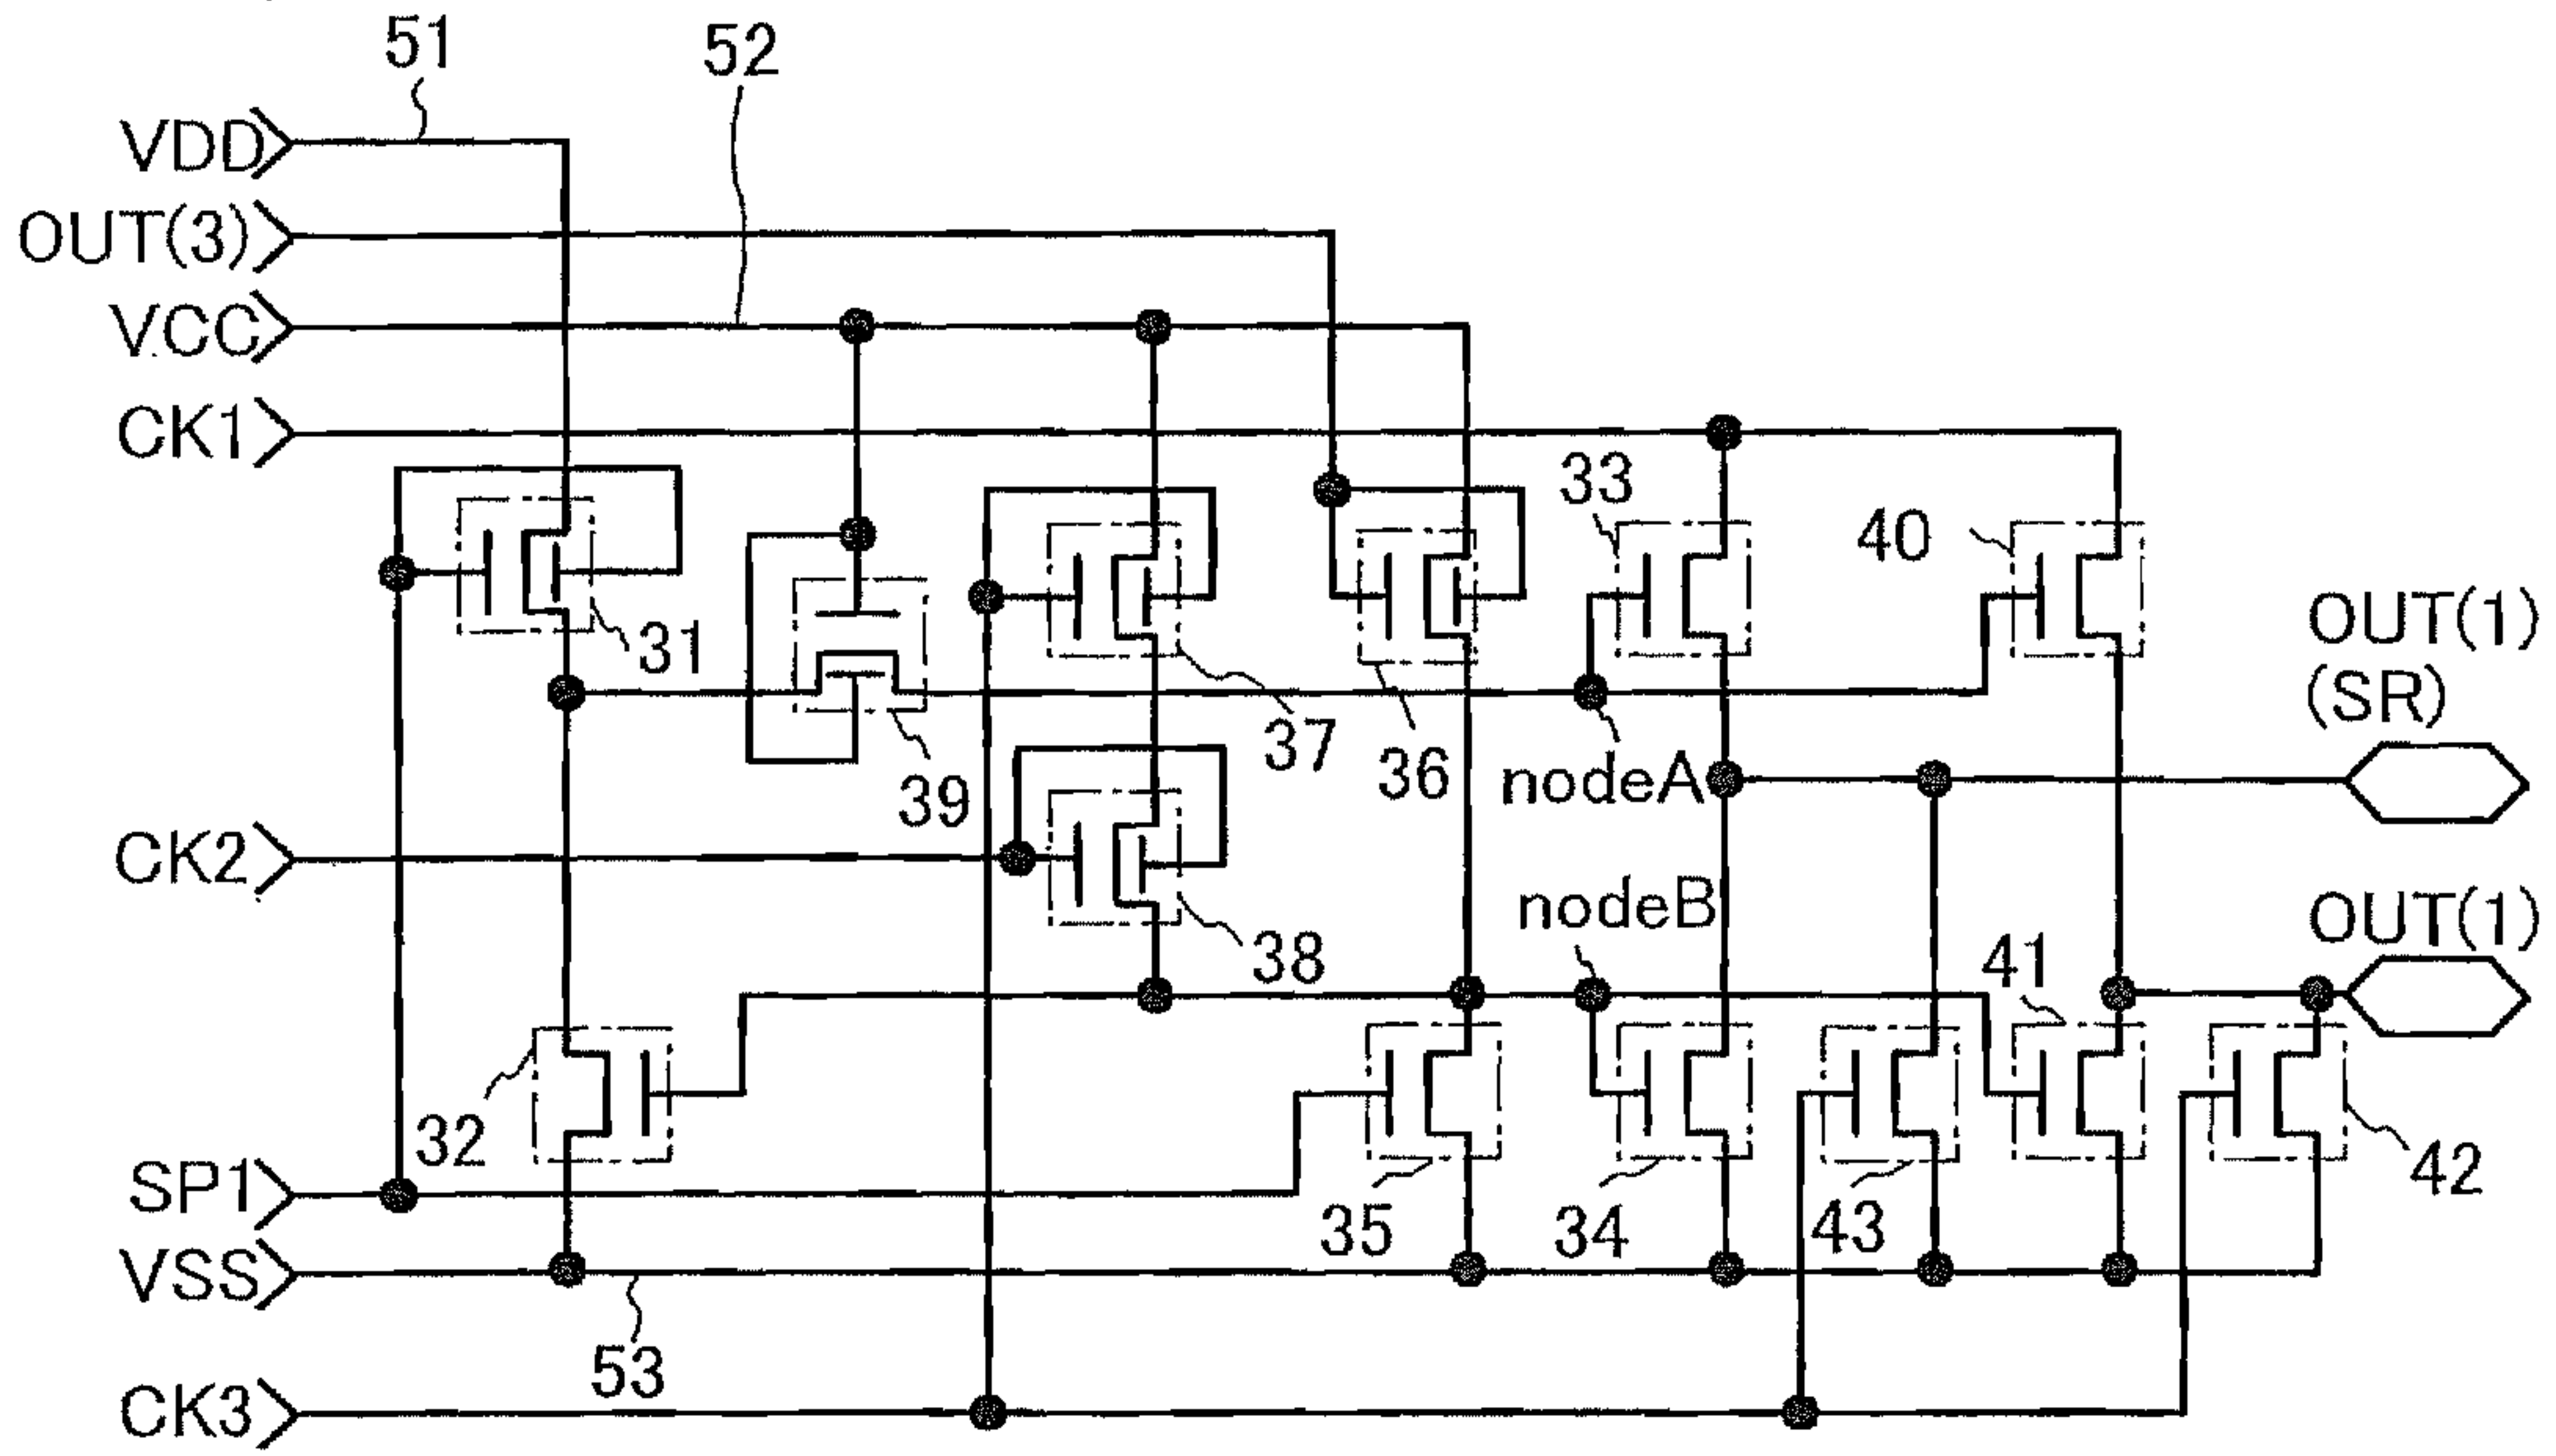 51
52
VDD
OUT(3)
VCC
CK1
33
40
OUT(1)
(SR)
31
37
36
nodeA
39
CK2
nodeB
OUT(1)
38
41
32
SP1
42
35
34
43
VSS
53
CK3